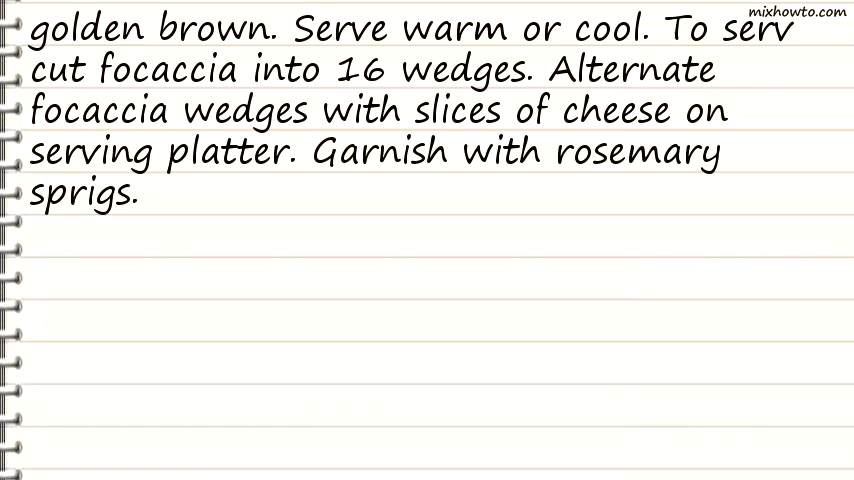 mixhowto.com
golden brown. Serve warm or cool. To serv
cut focaccia into 16 wedges. Alternate
focaccia wedges with slices of cheese on
serving platter. Garnish with rosemary
sprigs.